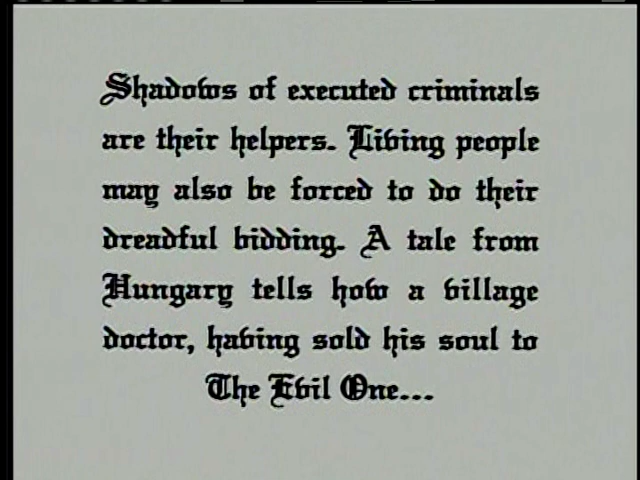 Shadows of executed criminals
are their helpers. Living people
may also be forced to do their
dreadful bidding. A tale from
Hungary tells how a village
doctor, having sold his soul to
The Evil One...